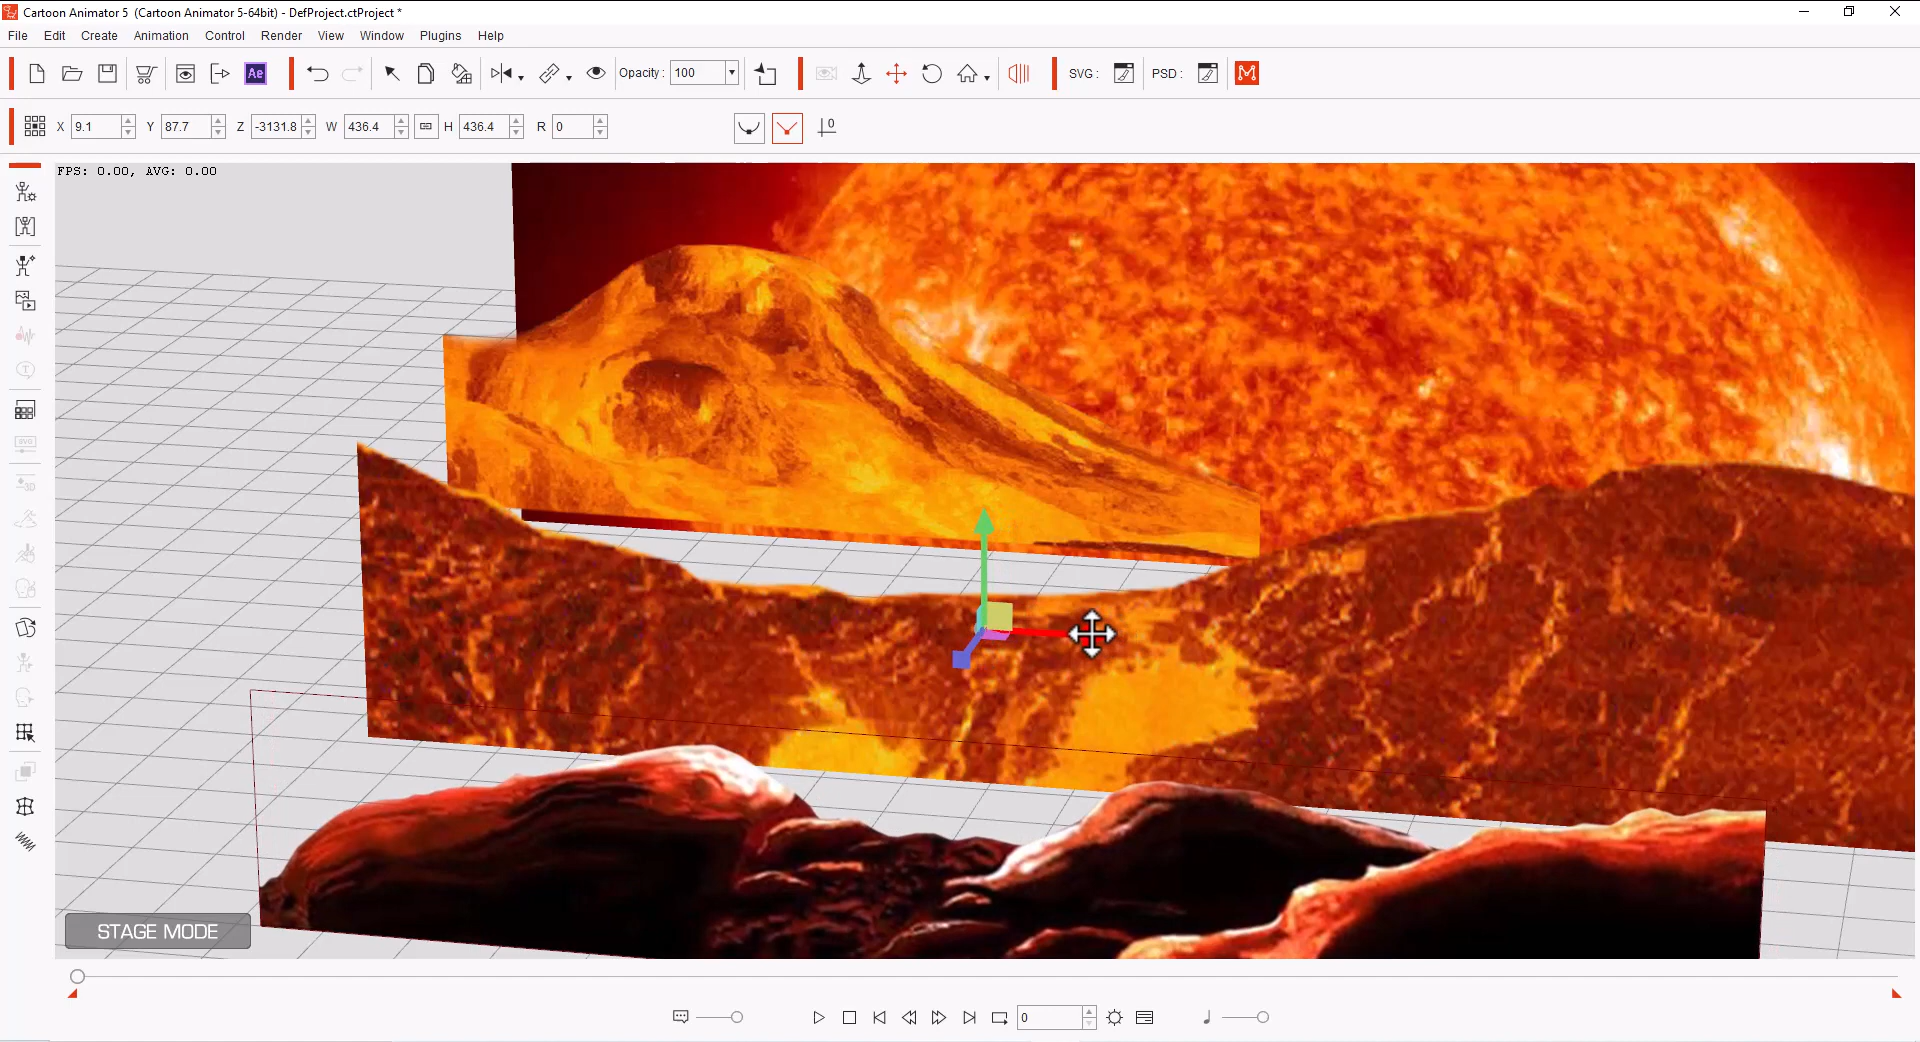 Cartoon Animator 5 (Cartoon Animator 5-64bit) - DefProject.ctProject *
File Edit Create Animation Control Render View Window Plugins Help
Ae Opacity : 100 SVG : PSD :
X 9.1 Y 87.7 Z -3131.8 W 436.4 H 436.4 R 0 0
FPS: 0.00, AVG: 0.00
T
SVG
3D
STAGE MODE
0